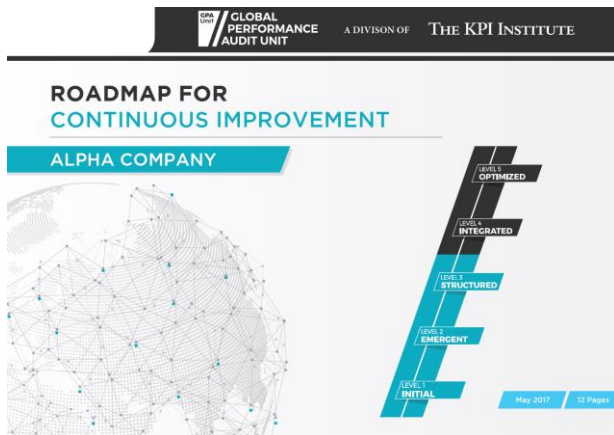 GPA
Unit
GLOBAL
PERFORMANCE
AUDIT UNIT
A DIVISON OF
THE KPI INSTITUTE
ROADMAP FOR
CONTINUOUS IMPROVEMENT
ALPHA COMPANY
LEVEL 5
OPTIMIZED
LEVEL 4
INTEGRATED
LEVEL 3
STRUCTURED
LEVEL 2
EMERGENT
LEVEL 1
INITIAL
May 2017
12 Pages